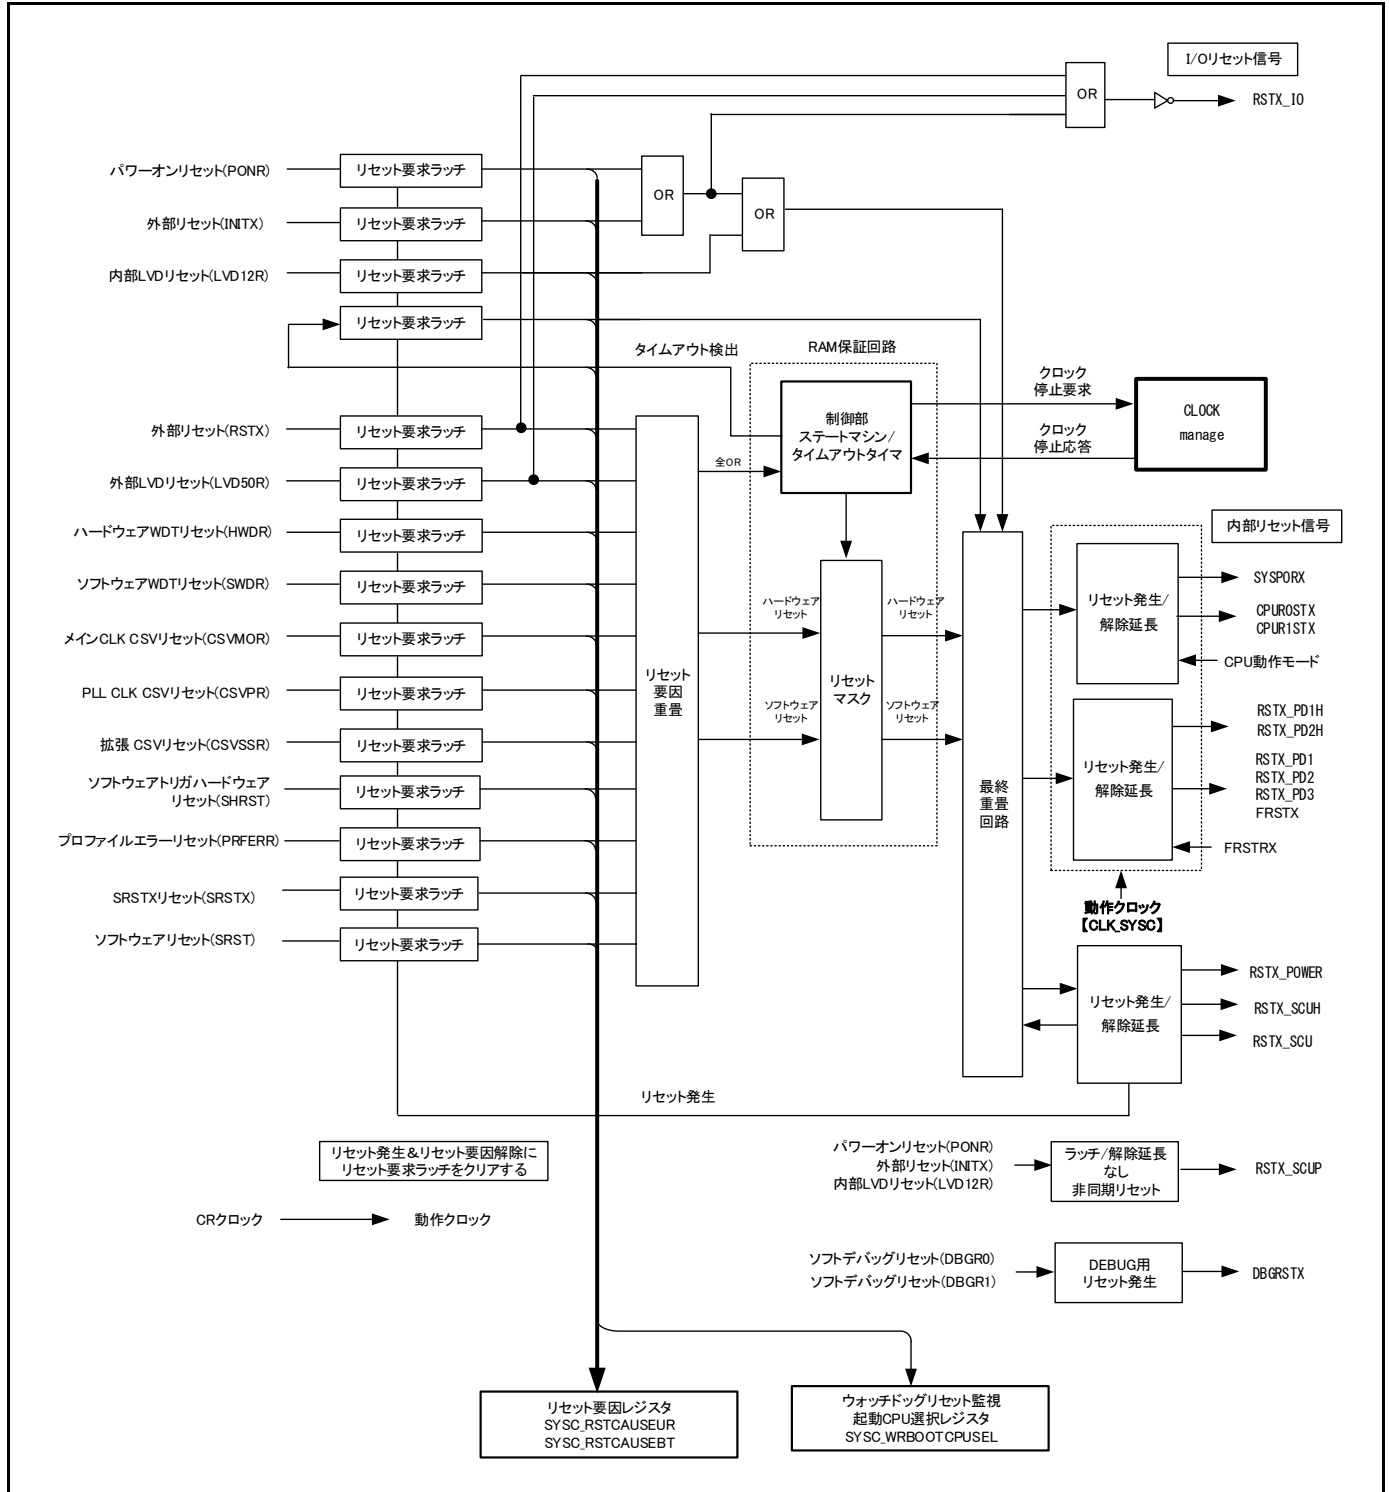 I/Oリセット信号
OR
RSTX_IO
パワーオンリセット(PONR)
リセット要求ラッチ
OR
OR
外部リセット(INITX)
リセット要求ラッチ
内部LVDリセット(LVD12R)
リセット要求ラッチ
リセット要求ラッチ
タイムアウト検出
RAM保証回路
クロック
停止要求
制御部
ステートマシン/
タイムアウトタイマ
CLOCK
manage
クロック
停止応答
外部リセット(RSTX)
リセット要求ラッチ
全OR
外部LVDリセット(LVD50R)
リセット要求ラッチ
ハードウェアWDTリセット(HWDR)
リセット要求ラッチ
内部リセット信号
ソフトウェアWDTリセット(SWDR)
リセット要求ラッチ
ハードウェア
リセット
ハードウェア
リセット
リセット発生/
解除延長
SYSPORX
CPUR0STX
CPUR1STX
CPU動作モード
メインCLK CSVリセット(CSVMOR)
リセット要求ラッチ
リセット
要因
重畳
リセット
マスク
PLL CLK CSVリセット(CSVPR)
リセット要求ラッチ
ソフトウェア
リセット
ソフトウェア
リセット
RSTX_PD1H
RSTX_PD2H
拡張 CSVリセット(CSVSSR)
リセット要求ラッチ
リセット発生/
解除延長
RSTX_PD1
RSTX_PD2
RSTX_PD3
FRSTX
ソフトウェアトリガハードウェア
リセット(SHRST)
リセット要求ラッチ
最終
重畳
回路
プロファイルエラーリセット(PRFERR)
リセット要求ラッチ
FRSTRX
SRSTXリセット(SRSTX)
リセット要求ラッチ
動作クロック
【CLK_SYSC】
ソフトウェアリセット(SRST)
リセット要求ラッチ
リセット発生/
解除延長
RSTX_POWER
RSTX_SCUH
RSTX_SCU
リセット発生
リセット発生&リセット要因解除に
リセット要求ラッチをクリアする
パワーオンリセット(PONR)
外部リセット(INITX)
内部LVDリセット(LVD12R)
ラッチ/解除延長
なし
非同期リセット
RSTX_SCUP
CRクロック
動作クロック
ソフトデバッグリセット(DBGR0)
ソフトデバッグリセット(DBGR1)
DEBUG用
リセット発生
DBGRSTX
リセット要因レジスタ
SYSC_RSTCAUSEUR
SYSC_RSTCAUSEBT
ウォッチドッグリセット監視
起動CPU選択レジスタ
SYSC_WRBOOTCPUSEL